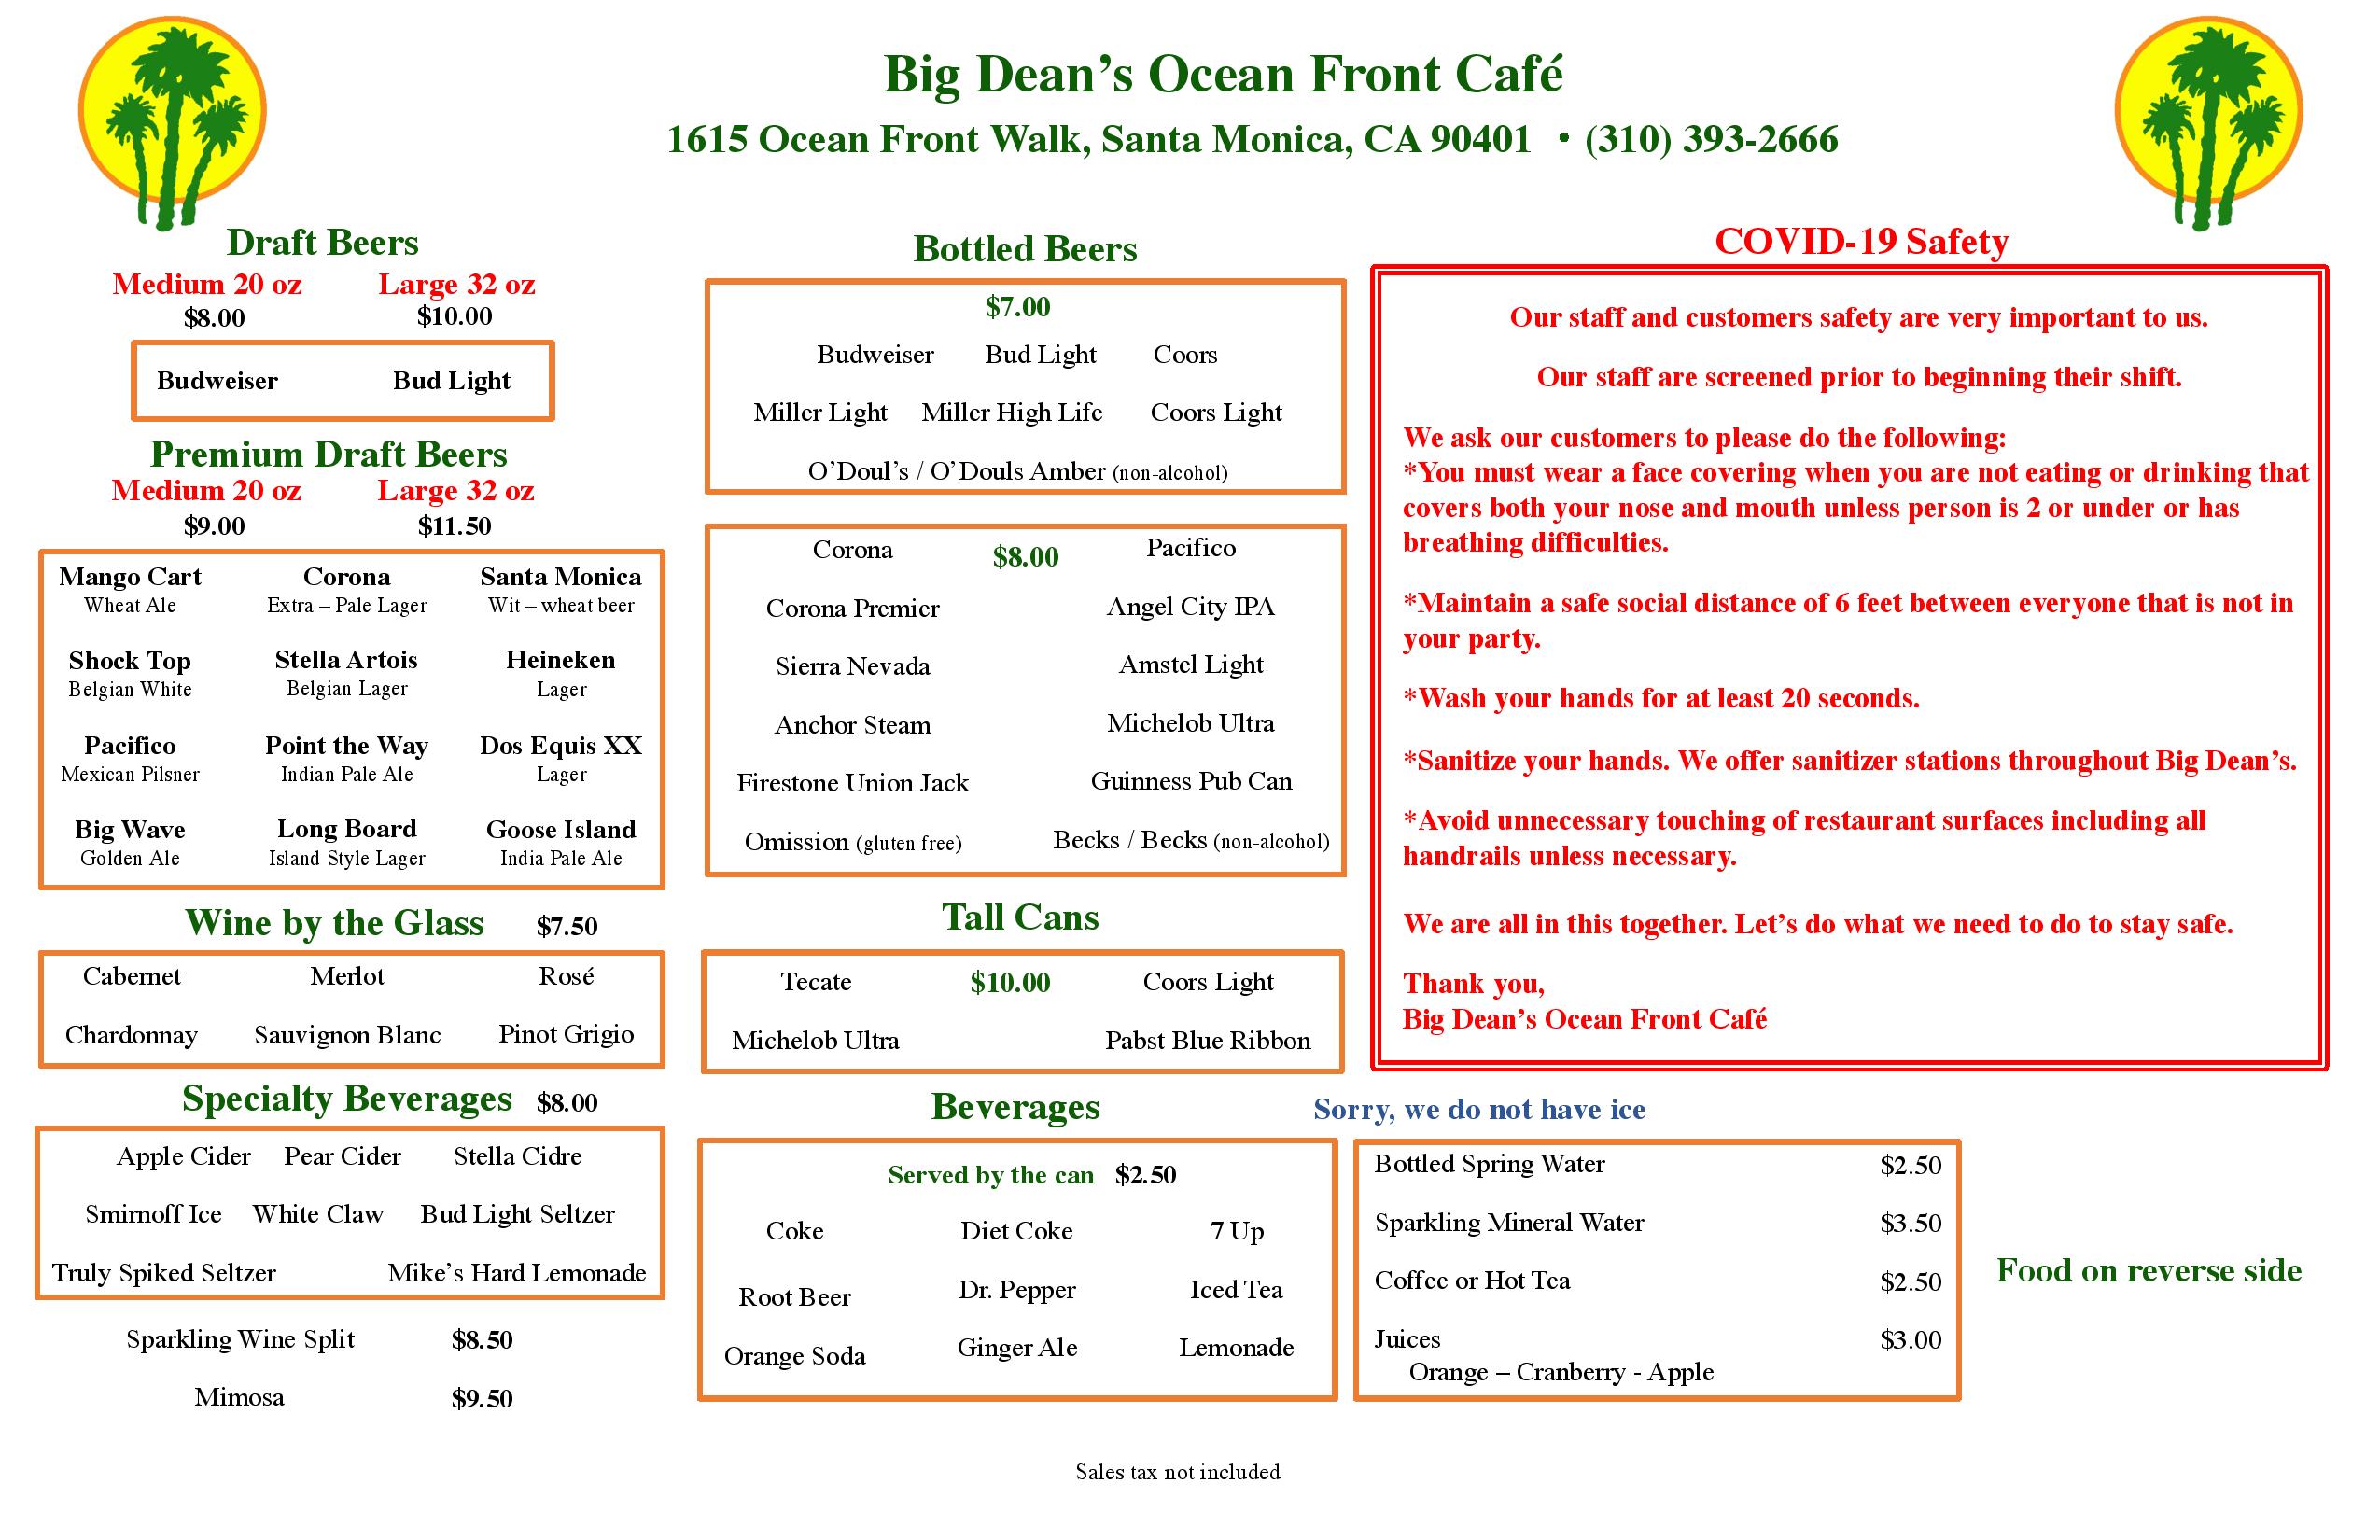 Big Dean’s Ocean Front Café
1615 Ocean Front Walk, Santa Monica, CA 90401 • (310) 393-2666
Draft Beers
Medium 20 oz Large 32 oz
$8.00 $10.00
Budweiser Bud Light
Premium Draft Beers
Medium 20 oz Large 32 oz
$9.00 $11.50
Mango Cart Corona Santa Monica
Wheat Ale Extra – Pale Lager Wit – wheat beer
Shock Top Stella Artois Heineken
Belgian White Belgian Lager Lager
Pacifico Point the Way Dos Equis XX
Mexican Pilsner Indian Pale Ale Lager
Big Wave Long Board Goose Island
Golden Ale Island Style Lager India Pale Ale
Wine by the Glass $7.50
Cabernet Merlot Rosé
Chardonnay Sauvignon Blanc Pinot Grigio
Specialty Beverages $8.00
Apple Cider Pear Cider Stella Cidre
Smirnoff Ice White Claw Bud Light Seltzer
Truly Spiked Seltzer Mike’s Hard Lemonade
Sparkling Wine Split $8.50
Mimosa $9.50
Bottled Beers
$7.00
Budweiser Bud Light Coors
Miller Light Miller High Life Coors Light
O’Doul’s / O’Douls Amber (non-alcohol)
Corona $8.00 Pacifico
Corona Premier Angel City IPA
Sierra Nevada Amstel Light
Anchor Steam Michelob Ultra
Firestone Union Jack Guinness Pub Can
Omission (gluten free) Becks / Becks (non-alcohol)
Tall Cans
Tecate $10.00 Coors Light
Michelob Ultra Pabst Blue Ribbon
Beverages
Served by the can $2.50
Coke Diet Coke 7 Up
Root Beer Dr. Pepper Iced Tea
Orange Soda Ginger Ale Lemonade
COVID-19 Safety
Our staff and customers safety are very important to us.
Our staff are screened prior to beginning their shift.
We ask our customers to please do the following:
*You must wear a face covering when you are not eating or drinking that
covers both your nose and mouth unless person is 2 or under or has
breathing difficulties.
*Maintain a safe social distance of 6 feet between everyone that is not in
your party.
*Wash your hands for at least 20 seconds.
*Sanitize your hands. We offer sanitizer stations throughout Big Dean’s.
*Avoid unnecessary touching of restaurant surfaces including all
handrails unless necessary.
We are all in this together. Let’s do what we need to do to stay safe.
Thank you,
Big Dean’s Ocean Front Café
Sorry, we do not have ice
Bottled Spring Water $2.50
Sparkling Mineral Water $3.50
Coffee or Hot Tea $2.50
Juices $3.00
Orange – Cranberry - Apple
Food on reverse side
Sales tax not included